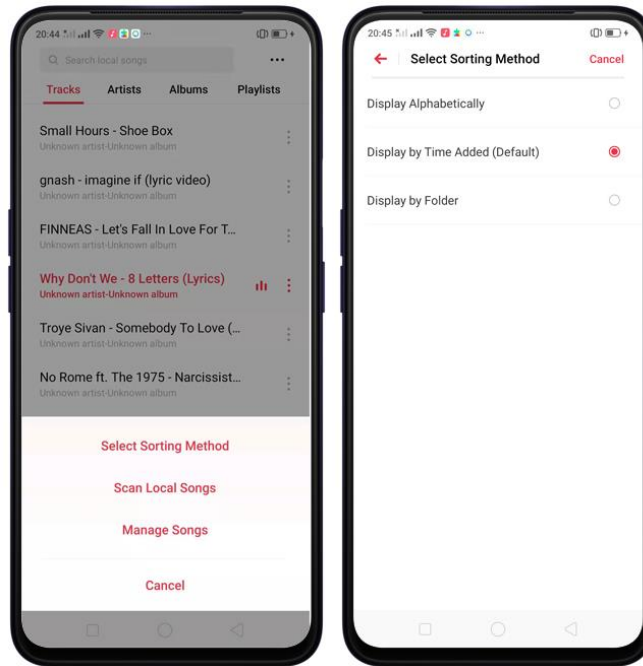 20:44
Search local songs
Tracks Artists Albums Playlists
Small Hours - Shoe Box
Unknown artist-Unknown album
gnash - imagine if (lyric video)
Unknown artist-Unknown album
FINNEAS - Let's Fall In Love For T...
Unknown artist-Unknown album
Why Don't We - 8 Letters (Lyrics)
Unknown artist-Unknown album
Troye Sivan - Somebody To Love (...
Unknown artist-Unknown album
No Rome ft. The 1975 - Narcissist...
Unknown artist-Unknown album
Select Sorting Method
Scan Local Songs
Manage Songs
Cancel
20:45
Select Sorting Method Cancel
Display Alphabetically
Display by Time Added (Default)
Display by Folder